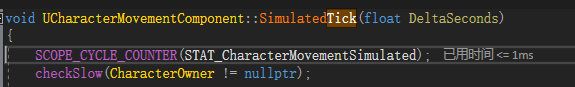 void UCharacterMovementComponent::SimulatedTick(float DeltaSeconds)
{
SCOPE_CYCLE_COUNTER(STAT_CharacterMovementSimulated); 已用时间 <= 1ms
checkSlow(CharacterOwner != nullptr);